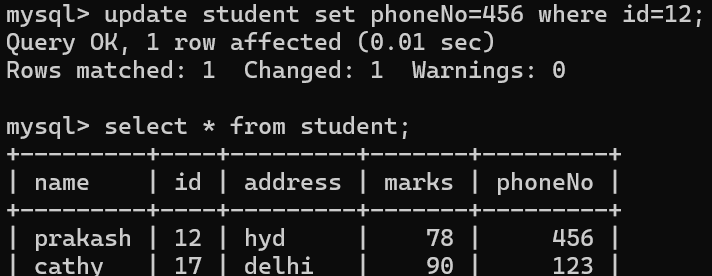 mysql> update student set phoneNo=456 where id=12;
Query OK, 1 row affected (0.01 sec)
Rows matched: 1  Changed: 1  Warnings: 0

mysql> select * from student;
+---------+----+---------+-------+---------+
| name    | id | address | marks | phoneNo |
+---------+----+---------+-------+---------+
| prakash | 12 | hyd     |    78 |     456 |
| cathy   | 17 | delhi   |    90 |     123 |